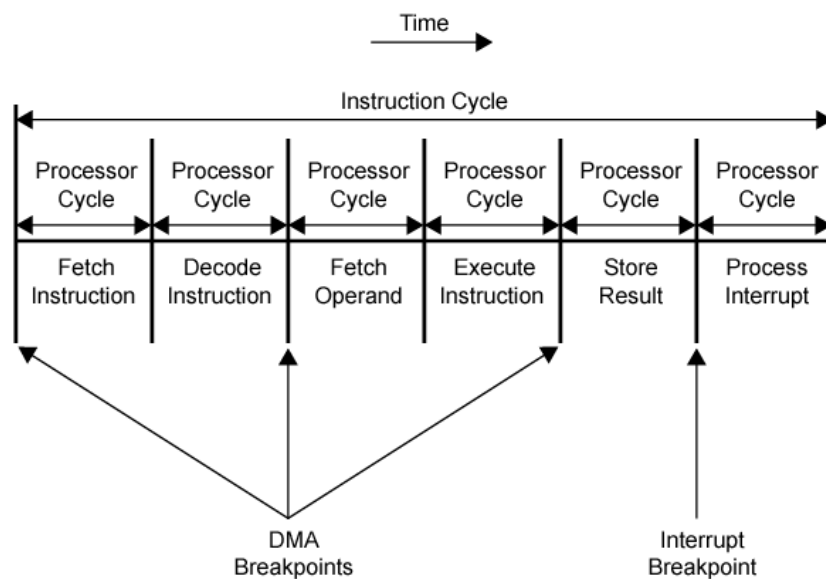 Time
Instruction Cycle
Processor Processor Processor Processor Processor Processor
Cycle Cycle Cycle Cycle Cycle Cycle
Fetch Decode Fetch Execute Store Process
Instruction Instruction Operand Instruction Result Interrupt
DMA Interrupt
Breakpoints Breakpoint